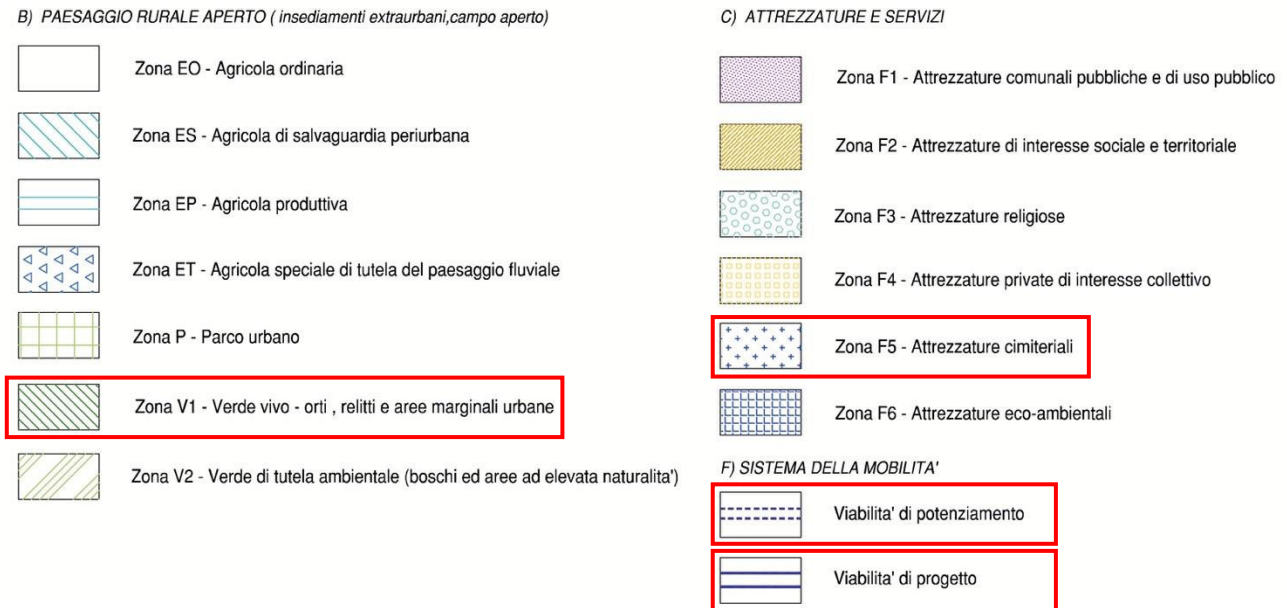 B) PAESAGGIO RURALE APERTO ( insediamenti extraurbani,campo aperto)
Zona EO - Agricola ordinaria
Zona ES - Agricola di salvaguardia periurbana
Zona EP - Agricola produttiva
Zona ET - Agricola speciale di tutela del paesaggio fluviale
Zona P - Parco urbano
Zona V1 - Verde vivo - orti , relitti e aree marginali urbane
Zona V2 - Verde di tutela ambientale (boschi ed aree ad elevata naturalita')
C) ATTREZZATURE E SERVIZI
Zona F1 - Attrezzature comunali pubbliche e di uso pubblico
Zona F2 - Attrezzature di interesse sociale e territoriale
Zona F3 - Attrezzature religiose
Zona F4 - Attrezzature private di interesse collettivo
Zona F5 - Attrezzature cimiteriali
Zona F6 - Attrezzature eco-ambientali
F) SISTEMA DELLA MOBILITA'
Viabilita' di potenziamento
Viabilita' di progetto